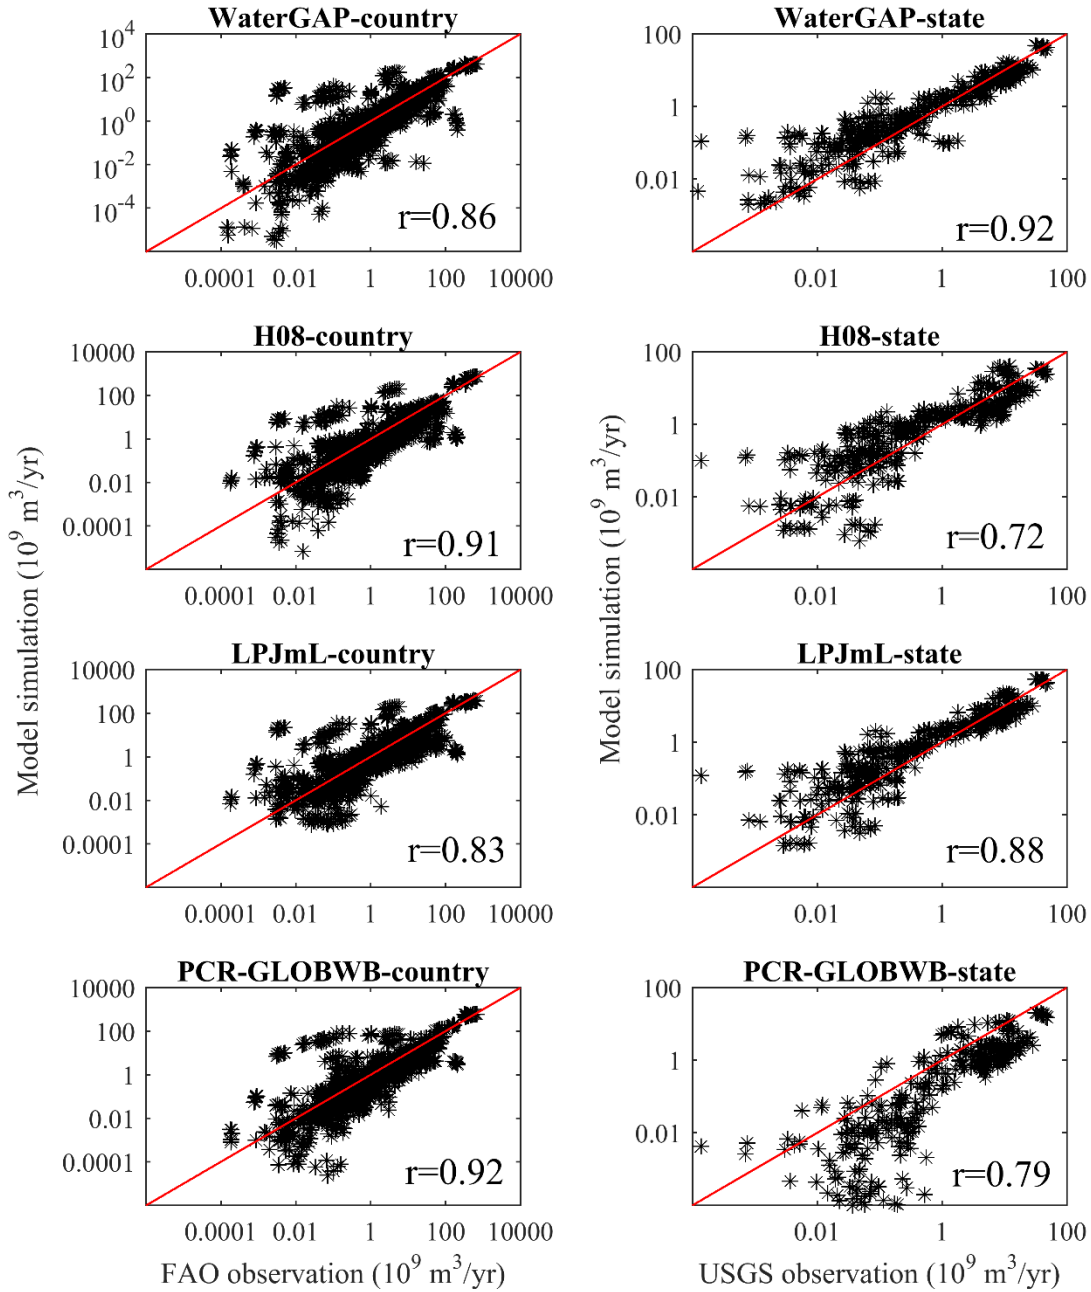 WaterGAP-country
10^4
10^2
10^0
10^-2
10^-4
r=0.86
0.0001 0.01 1 100 10000
WaterGAP-state
100
1
0.01
r=0.92
0.01 1 100
H08-country
10000
100
1
0.01
0.0001
r=0.91
0.0001 0.01 1 100 10000
H08-state
100
1
0.01
r=0.72
0.01 1 100
Model simulation (10^9 m^3/yr)
Model simulation (10^9 m^3/yr)
LPJmL-country
10000
100
1
0.01
0.0001
r=0.83
0.0001 0.01 1 100 10000
LPJmL-state
100
1
0.01
r=0.88
0.01 1 100
PCR-GLOBWB-country
10000
100
1
0.01
0.0001
r=0.92
0.0001 0.01 1 100 10000
FAO observation (10^9 m^3/yr)
PCR-GLOBWB-state
100
1
0.01
r=0.79
0.01 1 100
USGS observation (10^9 m^3/yr)